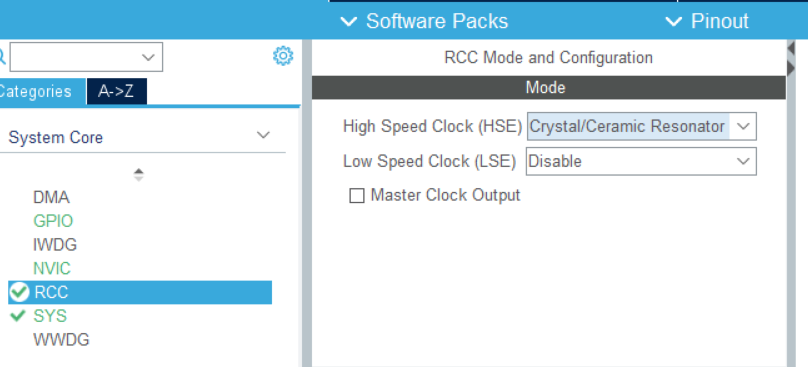 Software Packs
Pinout
Categories
A->Z
System Core
DMA
GPIO
IWDG
NVIC
RCC
SYS
WWDG
RCC Mode and Configuration
Mode
High Speed Clock (HSE) Crystal/Ceramic Resonator
Low Speed Clock (LSE) Disable
Master Clock Output